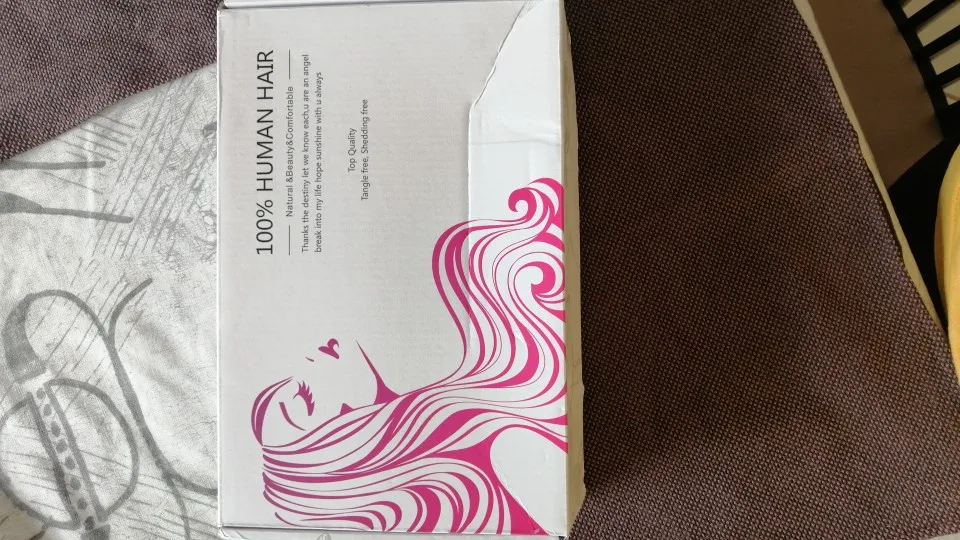 100% HUMAN HAIR
Natural &Beauty&Comfortable
Thanks the destiny let we know each,u are an angel
break into my life hope sunshine with u always
Top Quality
Tangle free, Shedding free